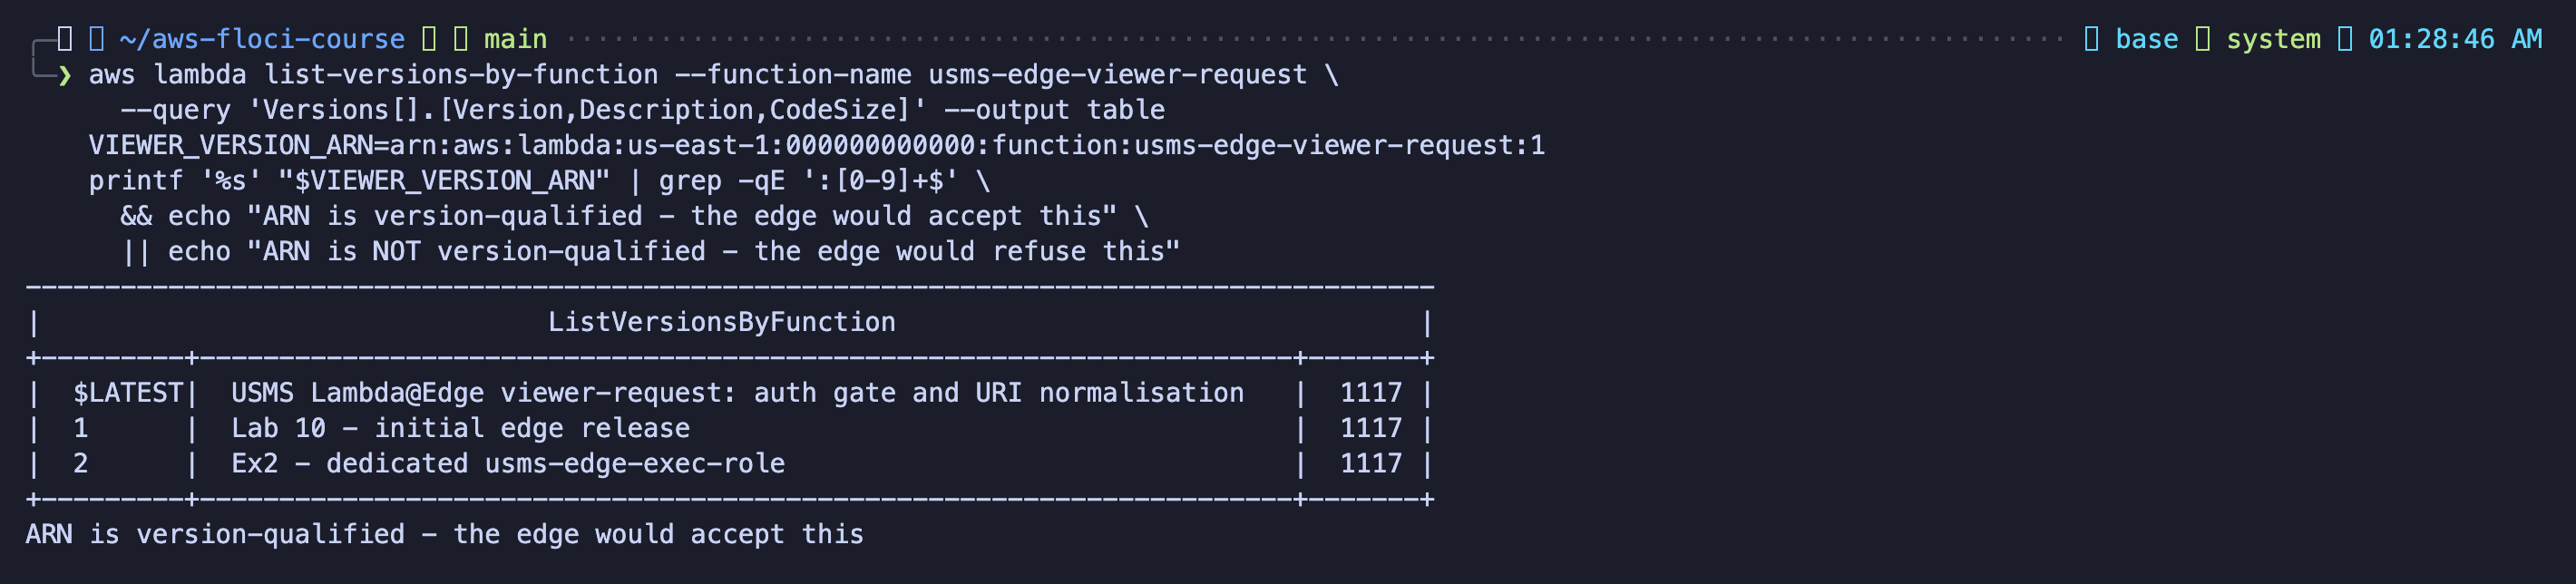 ~/aws-floci-course main base system 01:28:46 AM
❯ aws lambda list-versions-by-function --function-name usms-edge-viewer-request \
--query 'Versions[].[Version,Description,CodeSize]' --output table
VIEWER_VERSION_ARN=arn:aws:lambda:us-east-1:000000000000:function:usms-edge-viewer-request:1
printf '%s' "$VIEWER_VERSION_ARN" | grep -qE ':[0-9]+$' \
&& echo "ARN is version-qualified - the edge would accept this" \
|| echo "ARN is NOT version-qualified - the edge would refuse this"
-----------------------------------------------------------------------------------------
|                                 ListVersionsByFunction                                 |
+---------+---------------------------------------------------------------------+-------+
|  $LATEST|  USMS Lambda@Edge viewer-request: auth gate and URI normalisation   |  1117 |
|  1      |  Lab 10 - initial edge release                                      |  1117 |
|  2      |  Ex2 - dedicated usms-edge-exec-role                                |  1117 |
+---------+---------------------------------------------------------------------+-------+
ARN is version-qualified - the edge would accept this